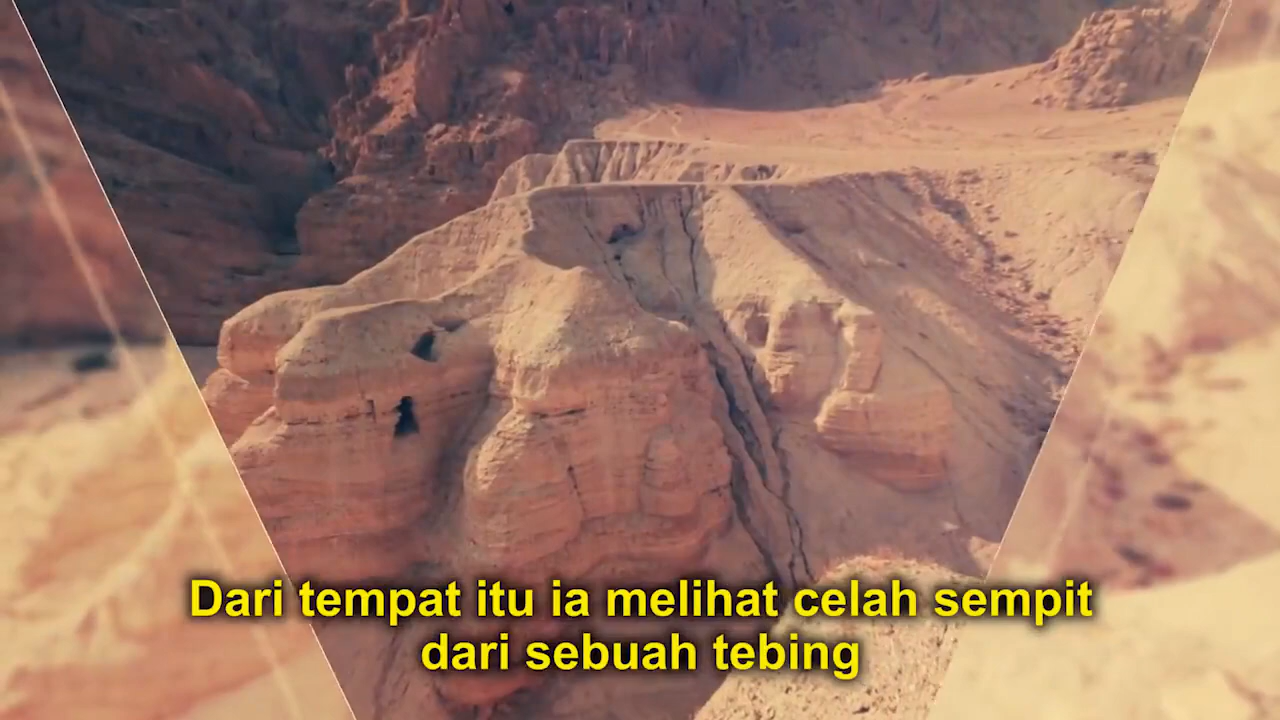 Dari tempat itu ia melihat celah sempit
dari sebuah tebing